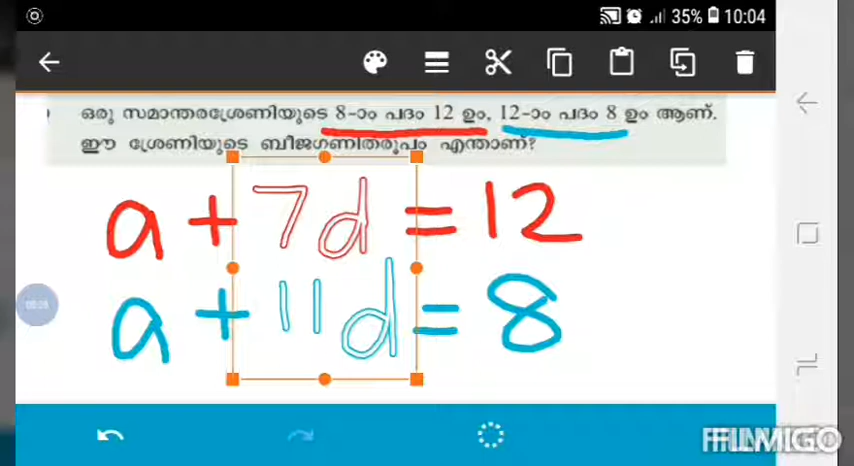 35% 10:04
ഒരു സമാന്തരശ്രേണിയുടെ 8-ാം പദം 12 ഉം, 12-ാം പദം 8 ഉം ആണ്.
ഈ ശ്രേണിയുടെ ബീജഗണിതരൂപം എന്താണ്?
a + 7d = 12
a + 11d = 8
FILMIGO